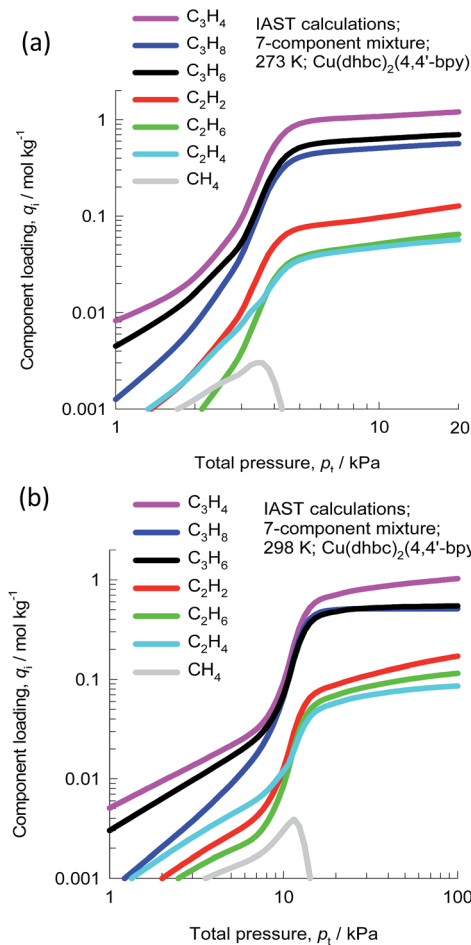 (a)
C₃H₄
C₃H₈
C₃H₆
C₂H₂
C₂H₆
C₂H₄
CH₄
IAST calculations;
7-component mixture;
273 K; Cu(dhbc)₂(4,4'-bpy)
Component loading, qᵢ / mol kg⁻¹
1
0.1
0.01
0.001
1
10
20
Total pressure, pₜ / kPa
(b)
C₃H₄
C₃H₈
C₃H₆
C₂H₂
C₂H₆
C₂H₄
CH₄
IAST calculations;
7-component mixture;
298 K; Cu(dhbc)₂(4,4'-bpy
Component loading, qᵢ / mol kg⁻¹
1
0.1
0.01
0.001
1
10
100
Total pressure, pₜ / kPa